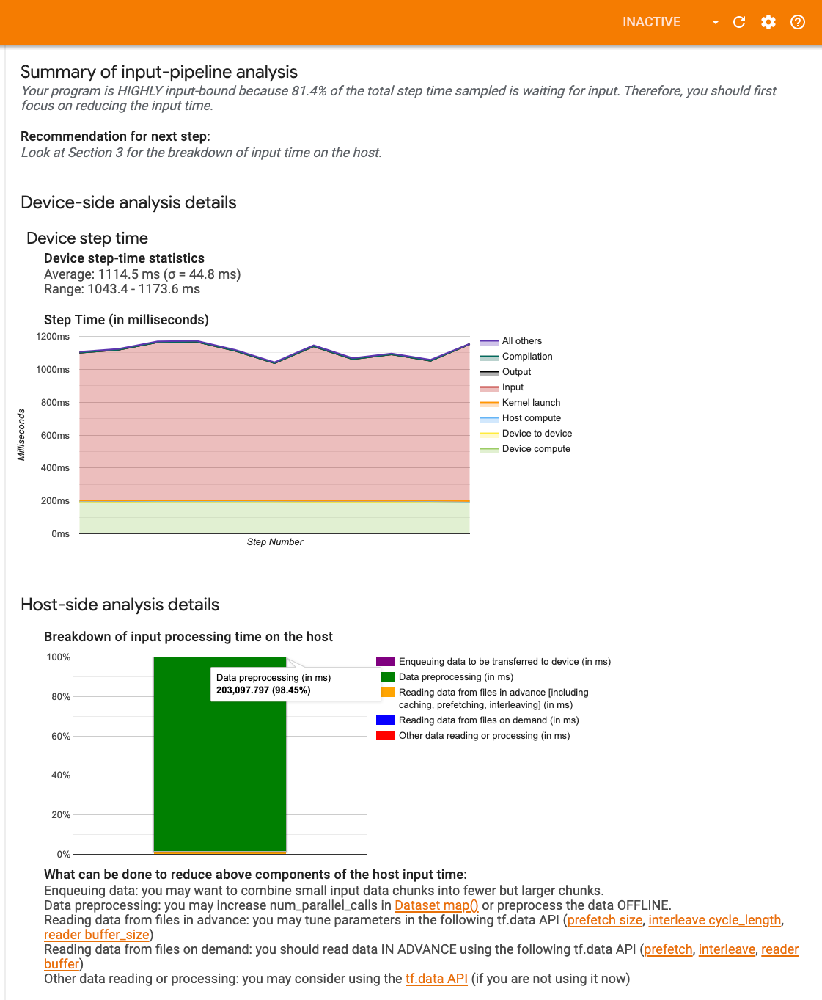 INACTIVE
Summary of input-pipeline analysis
Your program is HIGHLY input-bound because 81.4% of the total step time sampled is waiting for input. Therefore, you should first
focus on reducing the input time.
Recommendation for next step:
Look at Section 3 for the breakdown of input time on the host.
Device-side analysis details
Device step time
Device step-time statistics
Average: 1114.5 ms (σ = 44.8 ms)
Range: 1043.4 - 1173.6 ms
Step Time (in milliseconds)
1200ms
1000ms
800ms
600ms
400ms
200ms
0ms
Milliseconds
Step Number
All others
Compilation
Output
Input
Kernel launch
Host compute
Device to device
Device compute
Host-side analysis details
Breakdown of input processing time on the host
100%
80%
60%
40%
20%
0%
Data preprocessing (in ms)
203,097.797 (98.45%)
Enqueuing data to be transferred to device (in ms)
Data preprocessing (in ms)
Reading data from files in advance [including
caching, prefetching, interleaving] (in ms)
Reading data from files on demand (in ms)
Other data reading or processing (in ms)
What can be done to reduce above components of the host input time:
Enqueuing data: you may want to combine small input data chunks into fewer but larger chunks.
Data preprocessing: you may increase num_parallel_calls in Dataset map() or preprocess the data OFFLINE.
Reading data from files in advance: you may tune parameters in the following tf.data API (prefetch size, interleave cycle_length,
reader buffer_size)
Reading data from files on demand: you should read data IN ADVANCE using the following tf.data API (prefetch, interleave, reader
buffer)
Other data reading or processing: you may consider using the tf.data API (if you are not using it now)